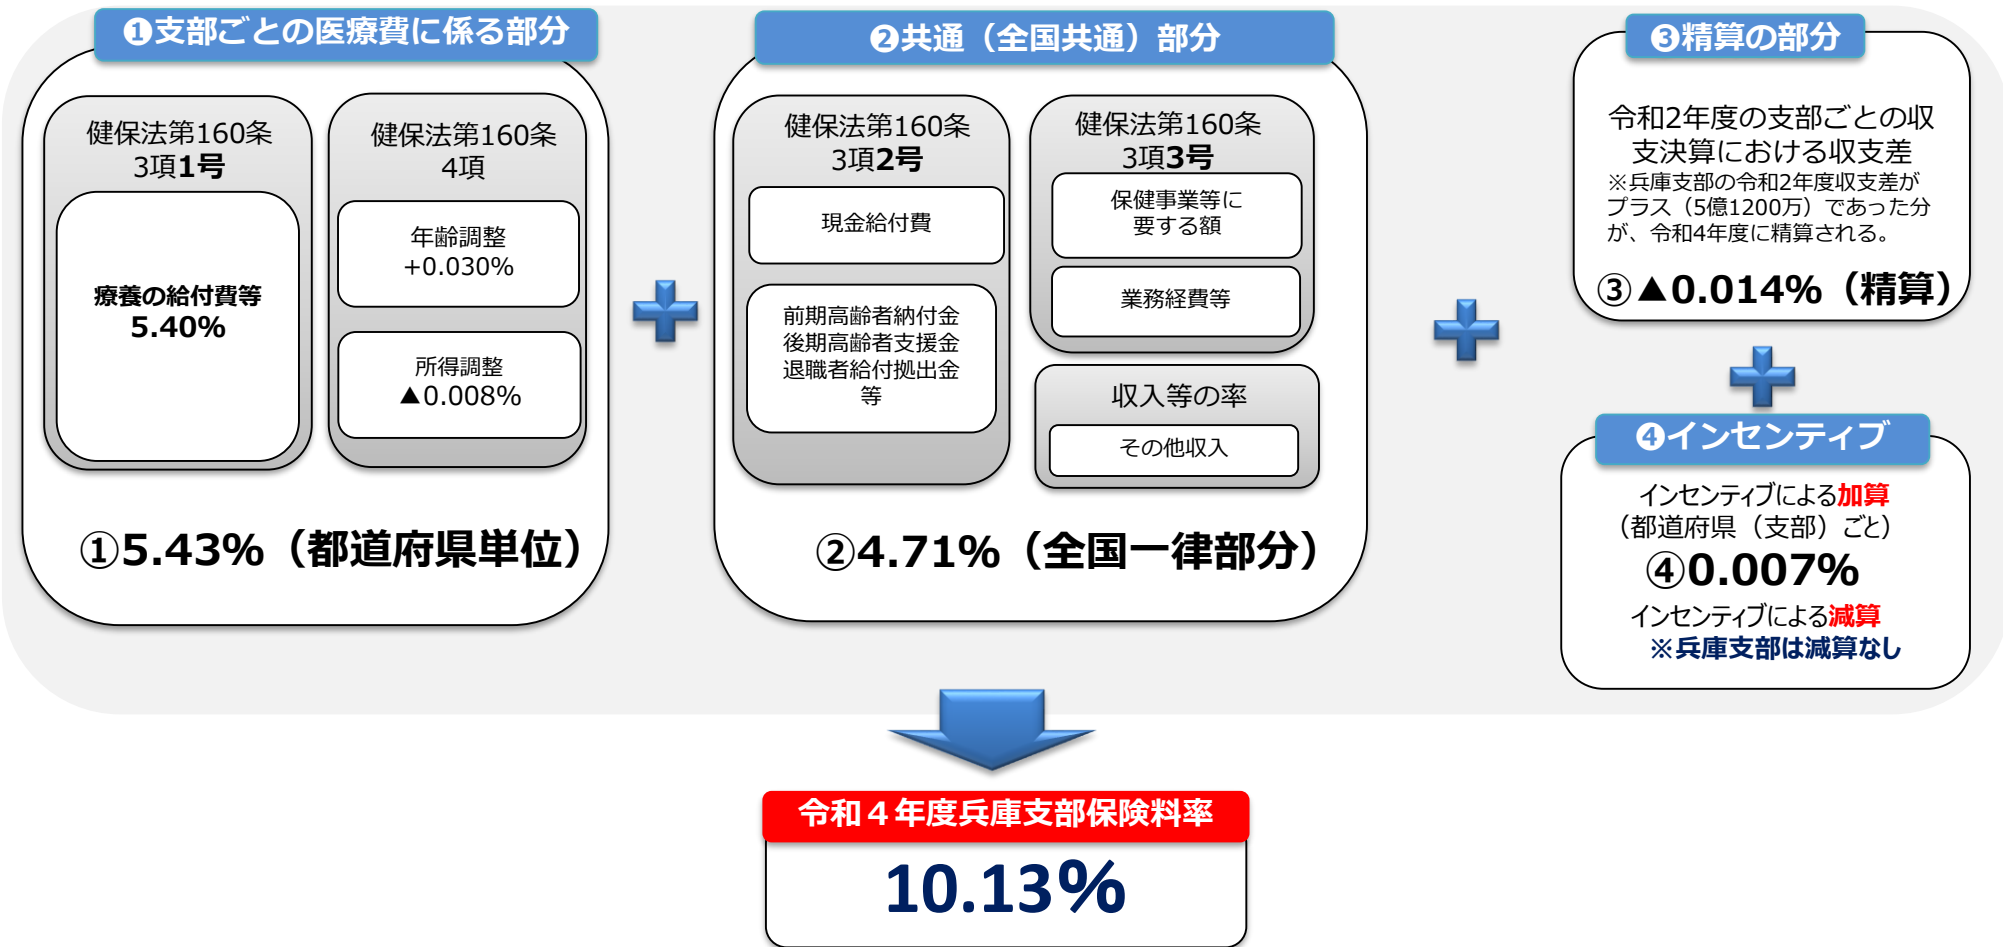 ❶支部ごとの医療費に係る部分
健保法第160条
3項1号
療養の給付費等
5.40%
健保法第160条
4項
年齢調整
+0.030%
所得調整
▲0.008%
①5.43%（都道府県単位）
❷共通（全国共通）部分
健保法第160条
3項2号
現金給付費
前期高齢者納付金
後期高齢者支援金
退職者給付拠出金
等
健保法第160条
3項3号
保健事業等に
要する額
業務経費等
収入等の率
その他収入
②4.71%（全国一律部分）
❸精算の部分
令和2年度の支部ごとの収
支決算における収支差
※兵庫支部の令和2年度収支差が
プラス（5億1200万）であった分
が、令和4年度に精算される。
③▲0.014%（精算）
❹インセンティブ
インセンティブによる加算
（都道府県（支部）ごと）
④0.007%
インセンティブによる減算
※兵庫支部は減算なし
令和４年度兵庫支部保険料率
10.13%